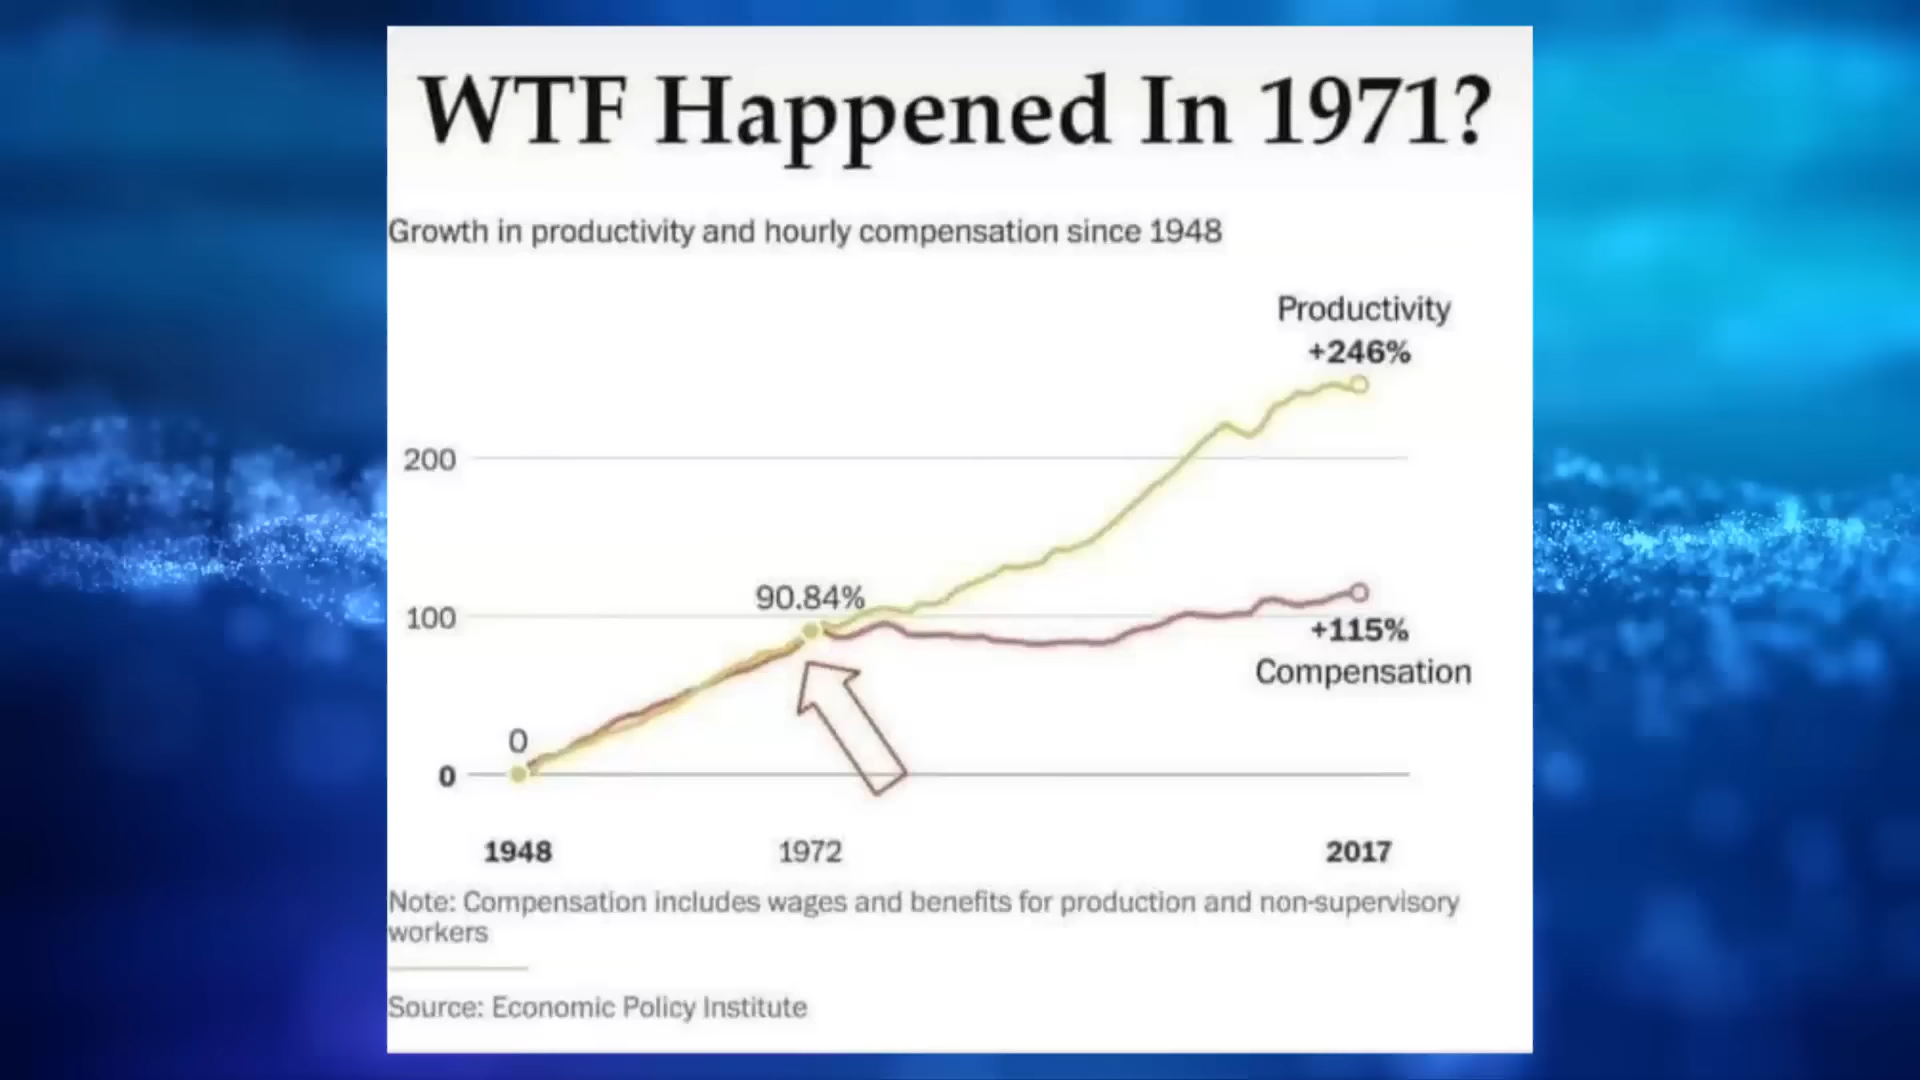 WTF Happened In 1971?
Growth in productivity and hourly compensation since 1948
Productivity
+246%
200
90.84%
100
+115%
Compensation
0
0
1948
1972
2017
Note: Compensation includes wages and benefits for production and non-supervisory
workers
Source: Economic Policy Institute